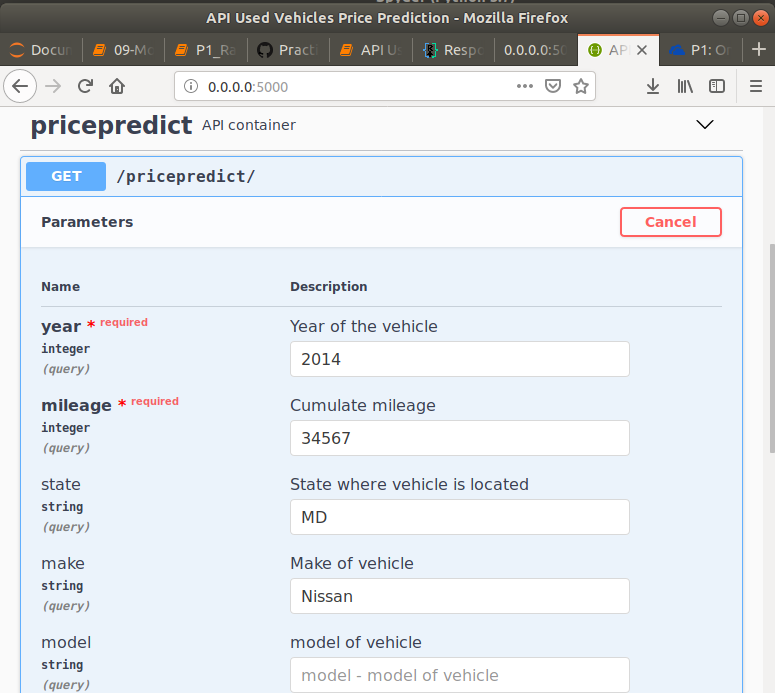 API Used Vehicles Price Prediction - Mozilla Firefox
Docum 09-Mo P1_Ra Practi API Us Respo 0.0.0.0:50 API P1: On
0.0.0.0:5000
pricepredict API container
GET /pricepredict/
Parameters Cancel
Name Description
year * required Year of the vehicle
integer 2014
(query)
mileage * required Cumulate mileage
integer 34567
(query)
state State where vehicle is located
string MD
(query)
make Make of vehicle
string Nissan
(query)
model model of vehicle
string model - model of vehicle
(query)